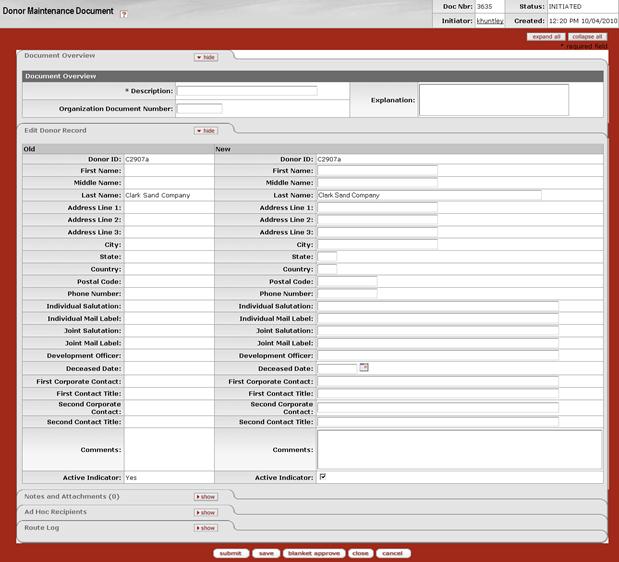 Donor Maintenance Document ?
Doc Nbr: 3635 Status: INITIATED
Initiator: khuntley Created: 12:20 PM 10/04/2010
expand all collapse all
* required field
Document Overview hide
Document Overview
* Description:
Organization Document Number:
Explanation:
Edit Donor Record hide
Old New
Donor ID: C2907a Donor ID: C2907a
First Name: First Name:
Middle Name: Middle Name:
Last Name: Clark Sand Company Last Name: Clark Sand Company
Address Line 1: Address Line 1:
Address Line 2: Address Line 2:
Address Line 3: Address Line 3:
City: City:
State: State:
Country: Country:
Postal Code: Postal Code:
Phone Number: Phone Number:
Individual Salutation: Individual Salutation:
Individual Mail Label: Individual Mail Label:
Joint Salutation: Joint Salutation:
Joint Mail Label: Joint Mail Label:
Development Officer: Development Officer:
Deceased Date: Deceased Date:
First Corporate Contact: First Corporate Contact:
First Contact Title: First Contact Title:
Second Corporate Contact: Second Corporate Contact:
Second Contact Title: Second Contact Title:
Comments: Comments:
Active Indicator: Yes Active Indicator:
Notes and Attachments (0) show
Ad Hoc Recipients show
Route Log show
submit save blanket approve close cancel